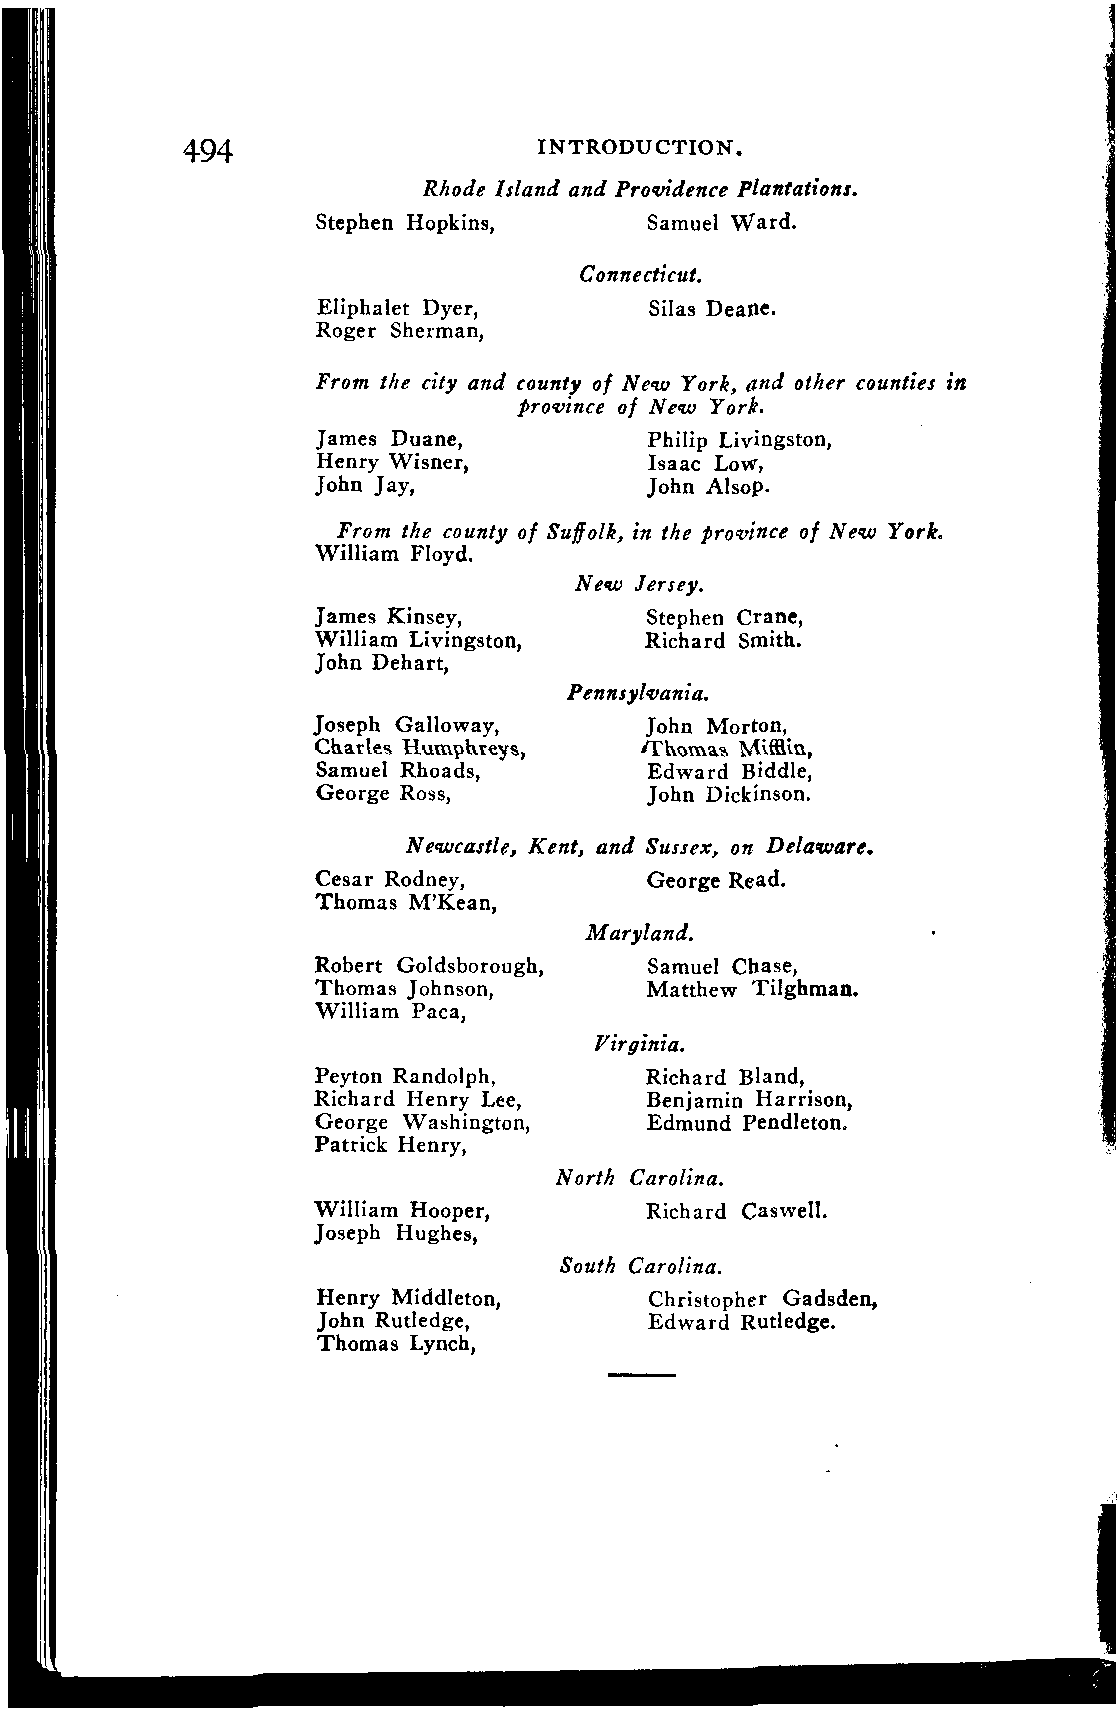 494 INTRODUCTION.
Rhode Island and Providence Plantations.
Stephen Hopkins, Samuel Ward.
Connecticut.
Eliphalet Dyer, Silas Deane.
Roger Sherman,
From the city and county of New York, and other counties in
province of New York.
James Duane, Philip Livingston,
Henry Wisner, Isaac Low,
John Jay, John Alsop.
From the county of Suffolk, in the province of New York.
William Floyd.
New Jersey.
James Kinsey, Stephen Crane,
William Livingston, Richard Smith.
John Dehart,
Pennsylvania.
Joseph Galloway, John Morton,
Charles Humphreys, Thomas Mifflin,
Samuel Rhoads, Edward Biddle,
George Ross, John Dickinson.
Newcastle, Kent, and Sussex, on Delaware.
Cesar Rodney, George Read.
Thomas M'Kean,
Maryland.
Robert Goldsborough, Samuel Chase,
Thomas Johnson, Matthew Tilghman.
William Paca,
Virginia.
Peyton Randolph, Richard Bland,
Richard Henry Lee, Benjamin Harrison,
George Washington, Edmund Pendleton.
Patrick Henry,
North Carolina.
William Hooper, Richard Caswell.
Joseph Hughes,
South Carolina.
Henry Middleton, Christopher Gadsden,
John Rutledge, Edward Rutledge.
Thomas Lynch,